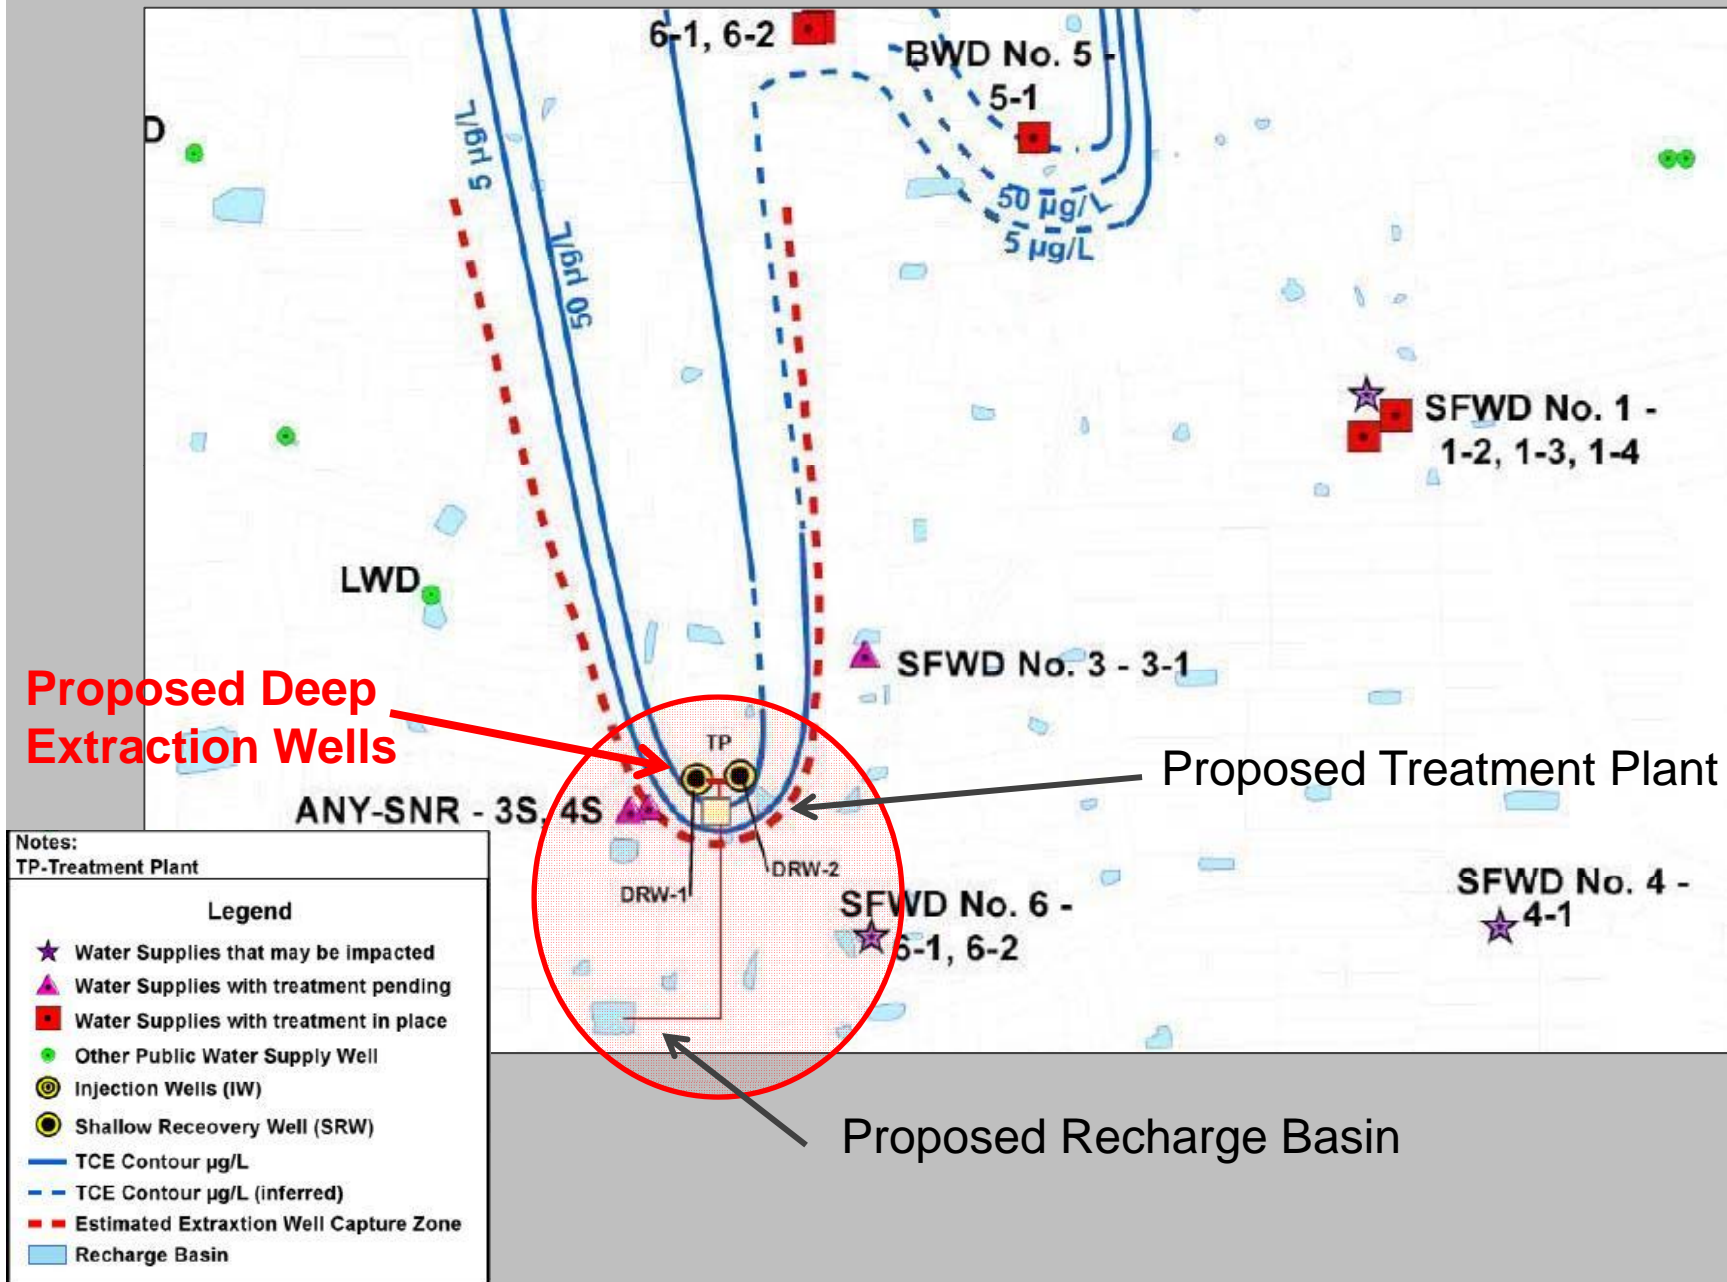 6-1, 6-2
BWD No. 5 -
5-1
D
5 µg/L
50 µg/L
50 µg/L
5 µg/L
SFWD No. 1 -
1-2, 1-3, 1-4
LWD
SFWD No. 3 - 3-1
Proposed Deep
Extraction Wells
TP
Proposed Treatment Plant
ANY-SNR - 3S, 4S
DRW-2
DRW-1
SFWD No. 6 -
6-1, 6-2
SFWD No. 4 -
4-1
Proposed Recharge Basin
Notes:
TP-Treatment Plant
Legend
Water Supplies that may be impacted
Water Supplies with treatment pending
Water Supplies with treatment in place
Other Public Water Supply Well
Injection Wells (IW)
Shallow Receovery Well (SRW)
TCE Contour µg/L
TCE Contour µg/L (inferred)
Estimated Extraxtion Well Capture Zone
Recharge Basin